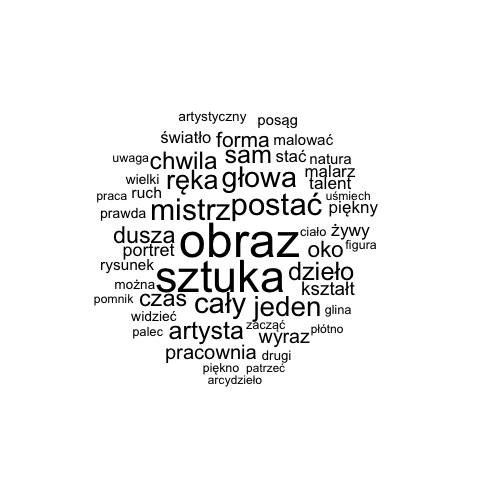 artystyczny posąg
światło forma malować
uwaga chwila sam stać natura
wielki ręka głowa malarz
talent
praca ruch uśmiech
prawda mistrz postać piękny
dusza obraz ciało żywy
portret oko figura
rysunek sztuka dzieło
można kształt
pomnik czas cały jeden glina
widzieć
palec artysta zacząć płótno
wyraz
pracownia drugi
piękno patrzeć
arcydzieło